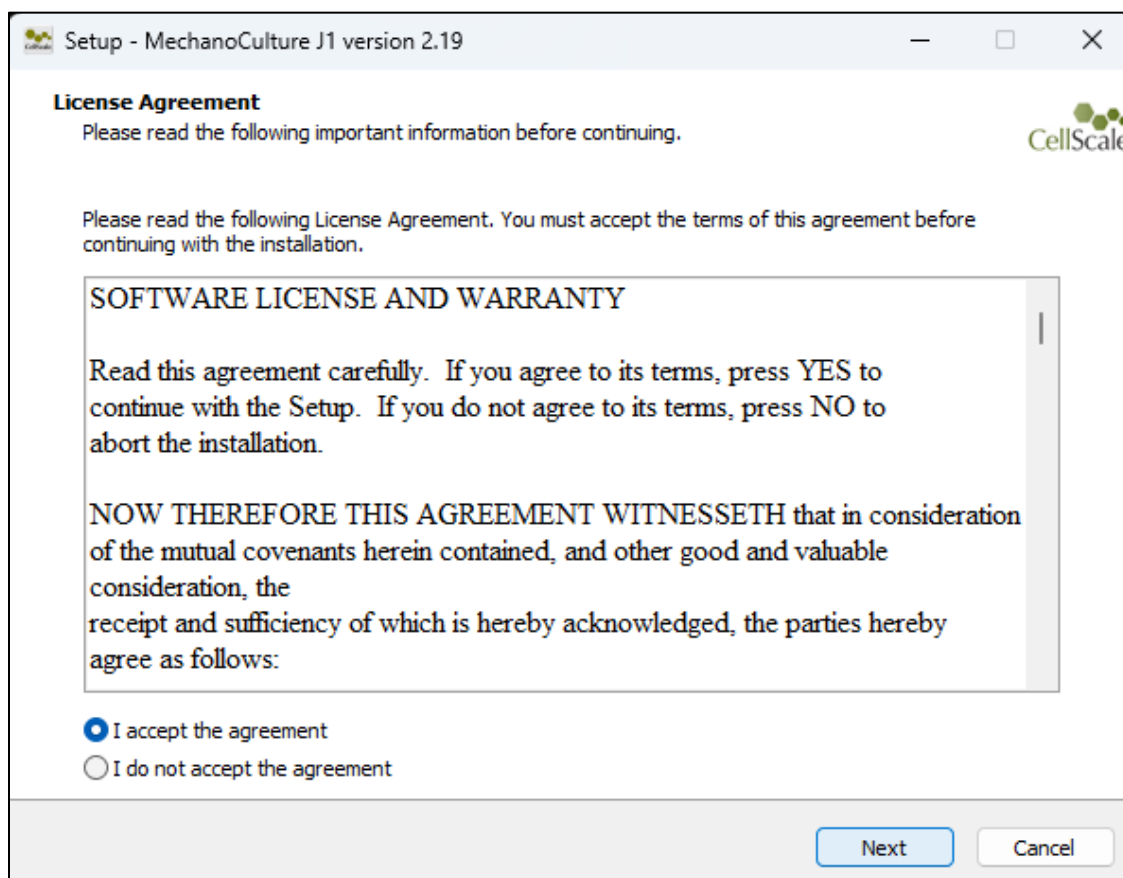 Setup - MechanoCulture J1 version 2.19
License Agreement
Please read the following important information before continuing.
CellScale
Please read the following License Agreement. You must accept the terms of this agreement before
continuing with the installation.
SOFTWARE LICENSE AND WARRANTY
Read this agreement carefully.  If you agree to its terms, press YES to
continue with the Setup.  If you do not agree to its terms, press NO to
abort the installation.
NOW THEREFORE THIS AGREEMENT WITNESSETH that in consideration
of the mutual covenants herein contained, and other good and valuable
consideration, the
receipt and sufficiency of which is hereby acknowledged, the parties hereby
agree as follows:
I accept the agreement
I do not accept the agreement
Next
Cancel